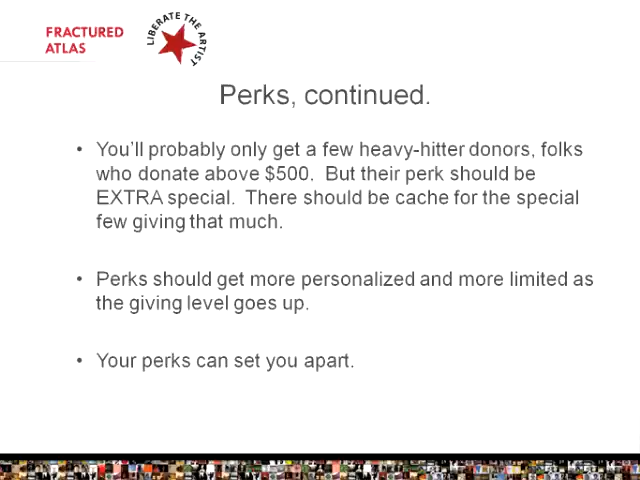 FRACTURED
ATLAS
LIBERATE THE ARTIST
Perks, continued.
• You'll probably only get a few heavy-hitter donors, folks
who donate above $500.  But their perk should be
EXTRA special.  There should be cache for the special
few giving that much.
• Perks should get more personalized and more limited as
the giving level goes up.
• Your perks can set you apart.